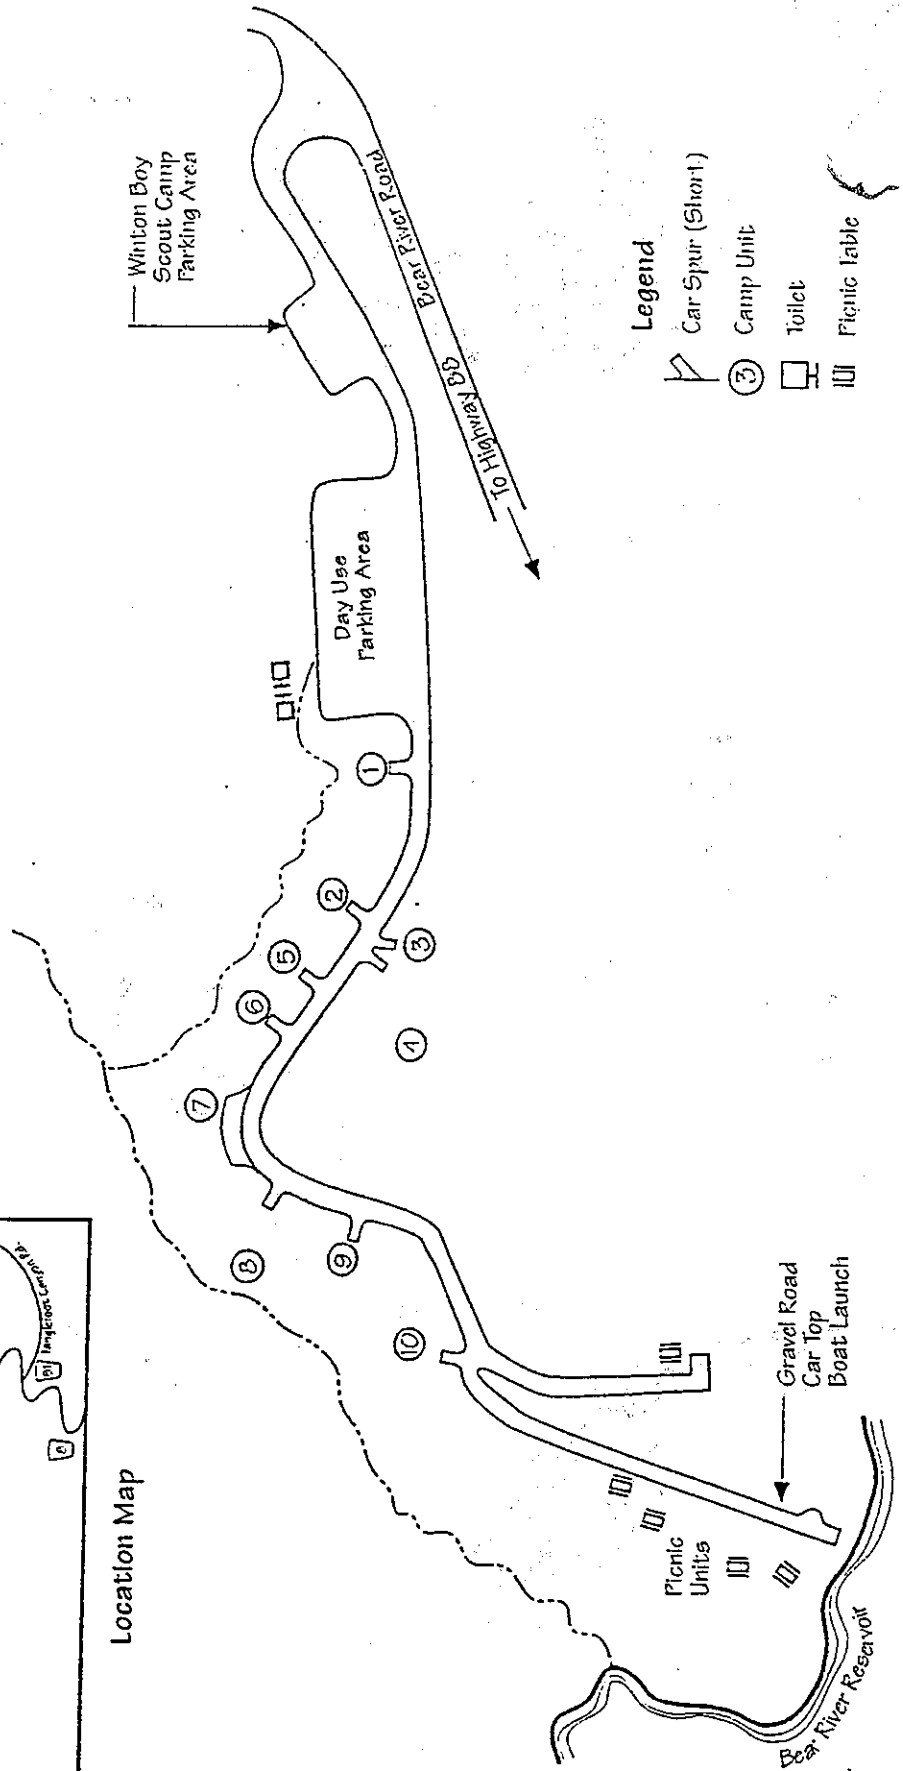 Winton Boy
Scout Camp
Parking Area
Bear River Road
To Highway 88
Day Use
Parking Area
Legend
Car Spur (Short)
3
Camp Unit
Toilet
Picnic Table
1
2
3
4
5
6
7
8
9
10
Location Map
Picnic
Units
Gravel Road
Car Top
Boat Launch
Bear River Reservoir